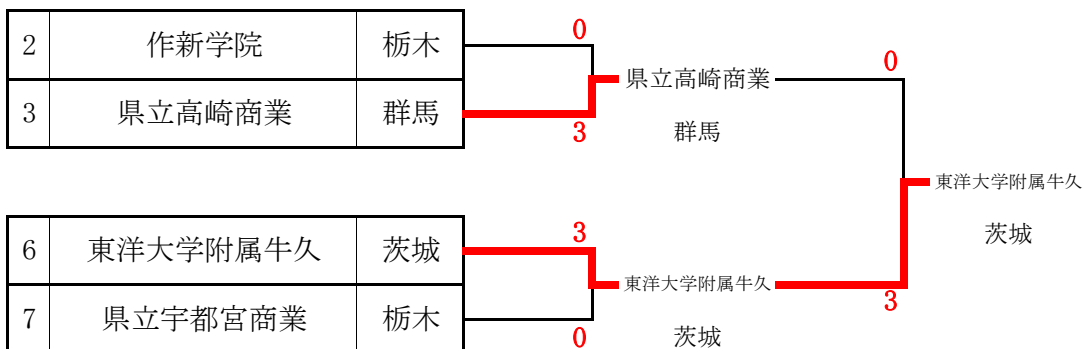 2 作新学院 栃木 0
3 県立高崎商業 群馬 3
県立高崎商業 0
群馬
東洋大学附属牛久
茨城
6 東洋大学附属牛久 茨城 3
7 県立宇都宮商業 栃木 0
東洋大学附属牛久 3
茨城